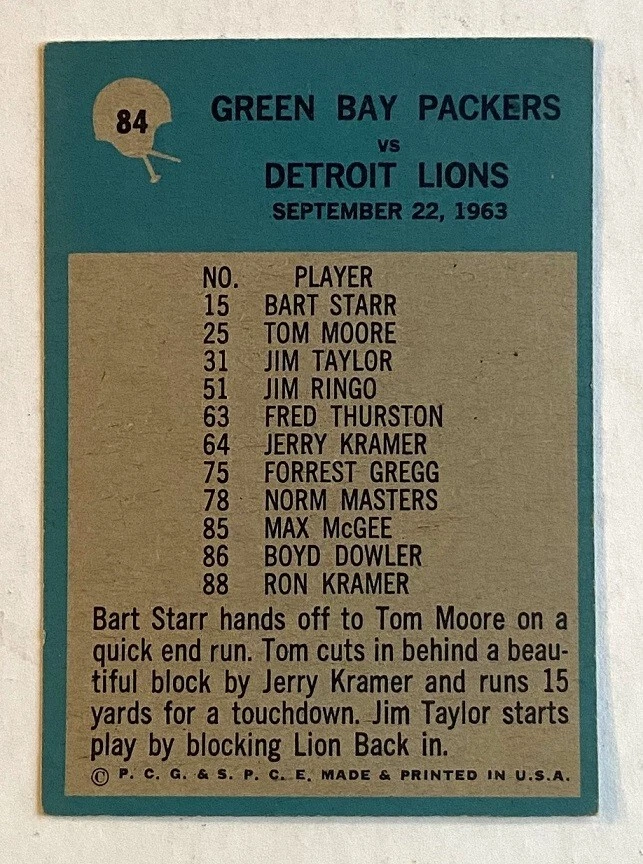 84
GREEN BAY PACKERS
VS
DETROIT LIONS
SEPTEMBER 22, 1963
NO. PLAYER
15 BART STARR
25 TOM MOORE
31 JIM TAYLOR
51 JIM RINGO
63 FRED THURSTON
64 JERRY KRAMER
75 FORREST GREGG
78 NORM MASTERS
85 MAX McGEE
86 BOYD DOWLER
88 RON KRAMER
Bart Starr hands off to Tom Moore on a
quick end run. Tom cuts in behind a beau-
tiful block by Jerry Kramer and runs 15
yards for a touchdown. Jim Taylor starts
play by blocking Lion Back in.
© P. C. G. & S. P. C. E. MADE & PRINTED IN U.S.A.